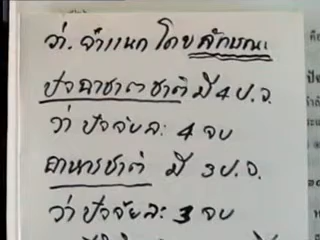 ว่า. จำแนก โดย ลักษณะ
ปัจฉาชาตชาติ มี 4 ป.จ.
ว่า ปัจจัยละ 4 จบ
อาหารชาติ มี 3 ป.จ.
ว่า ปัจจัยละ 3 จบ